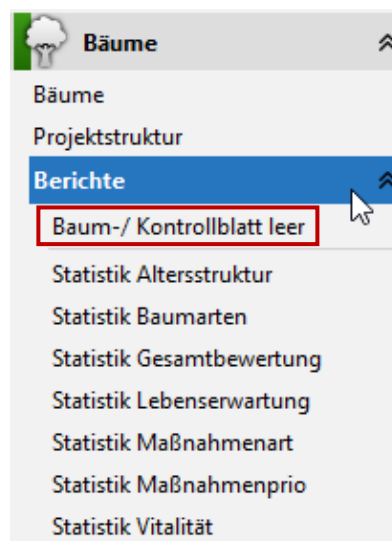 Bäume
Bäume
Projektstruktur
Berichte
Baum-/ Kontrollblatt leer
Statistik Altersstruktur
Statistik Baumarten
Statistik Gesamtbewertung
Statistik Lebenserwartung
Statistik Maßnahmenart
Statistik Maßnahmenprio
Statistik Vitalität